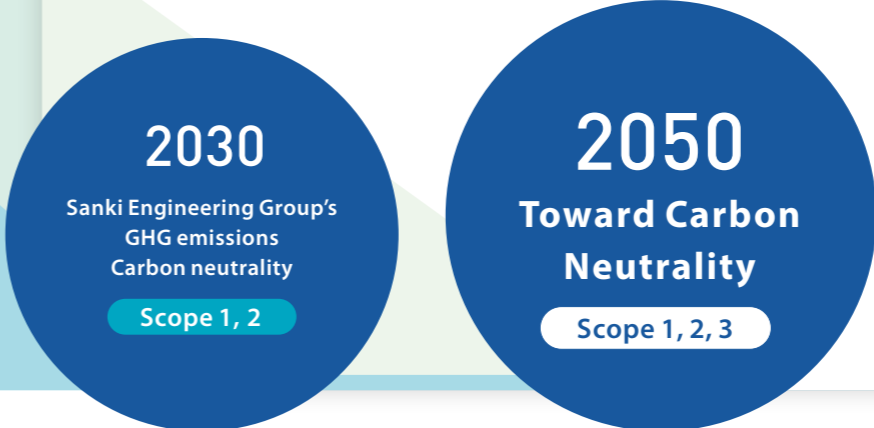 2030
Sanki Engineering Group's
GHG emissions
Carbon neutrality
Scope 1, 2
2050
Toward Carbon
Neutrality
Scope 1, 2, 3